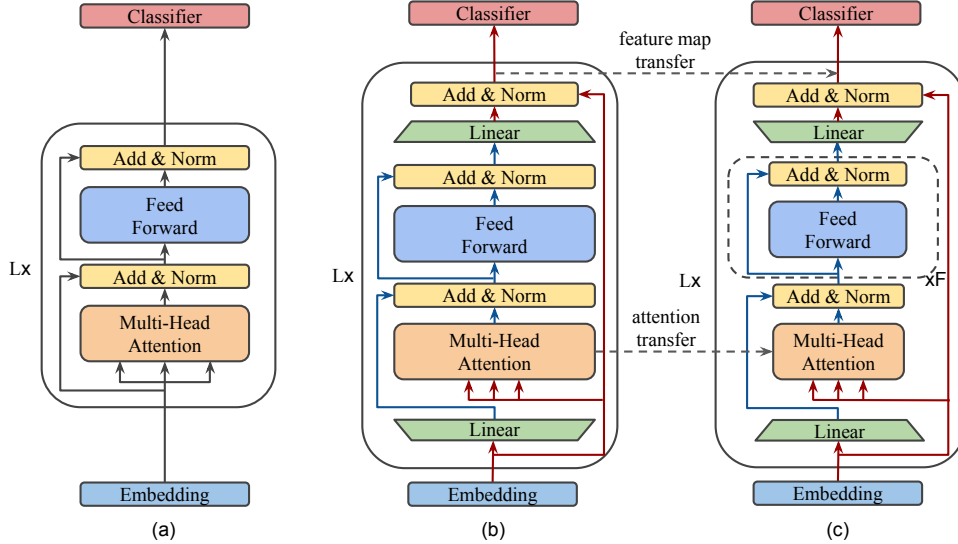 Classifier
Add & Norm
Feed
Forward
Lx
Add & Norm
Multi-Head
Attention
Embedding
(a)
Classifier
feature map
transfer
Add & Norm
Linear
Add & Norm
Feed
Forward
Lx
Add & Norm
Multi-Head
Attention
attention
transfer
Linear
Embedding
(b)
Classifier
Add & Norm
Linear
Add & Norm
Feed
Forward
Lx
xF
Add & Norm
Multi-Head
Attention
Linear
Embedding
(c)